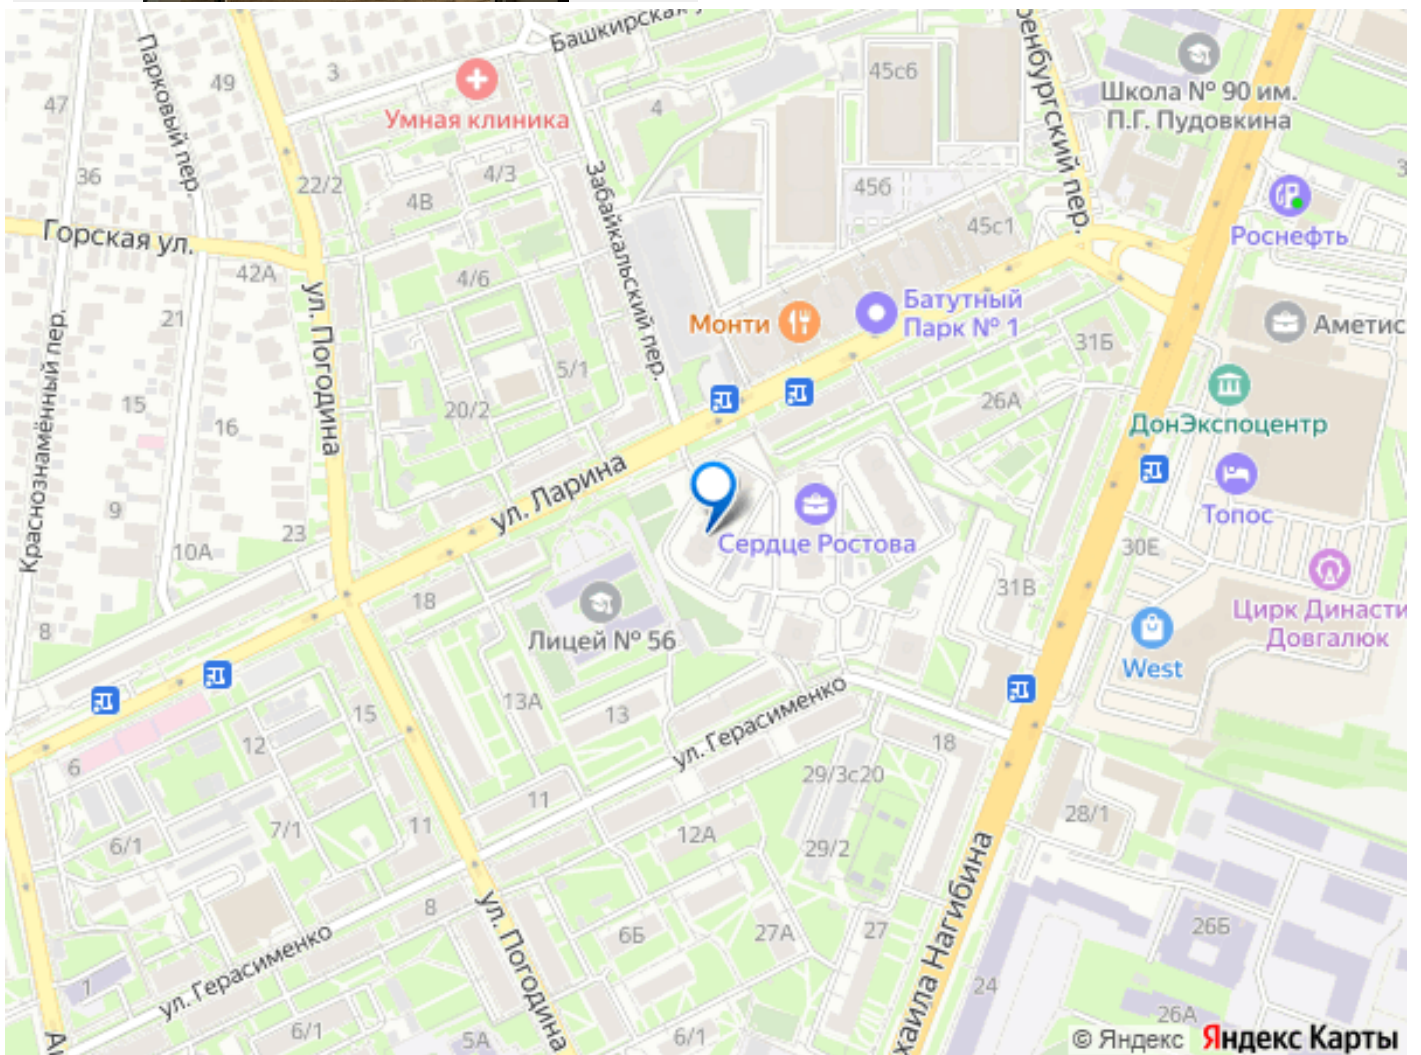 Башкирская у
ренбургский пер.
Парковый пер.
49
3
45с6
Школа № 90 им.
П.Г. Пудовкина
47
Умная клиника
4
36
22/2
4/3
4В
Забайкальский пер.
456
45с1
Роснефть
3
Горская ул.
42А
4/6
ул. Погодина
Монти
Батутный
Парк № 1
Аметис
21
Краснознамённый пер.
5/1
31Б
15
16
20/2
26А
ДонЭкспоцентр
ул. Ларина
9
23
10А
Сердце Ростова
Топос
30Е
18
31В
Цирк Династи
Довгалюк
8
Лицей № 56
West
13А
13
15
12
ул. Герасименко
18
6
29/3с20
11
28/1
7/1
11
6/1
12А
29/2
8
6Б
27А
27
26Б
ул. Погодина
хаила Нагибина
ул. Герасименко
1
24
6/1
5А
6/1
26А
© Яндекс Яндекс Карты